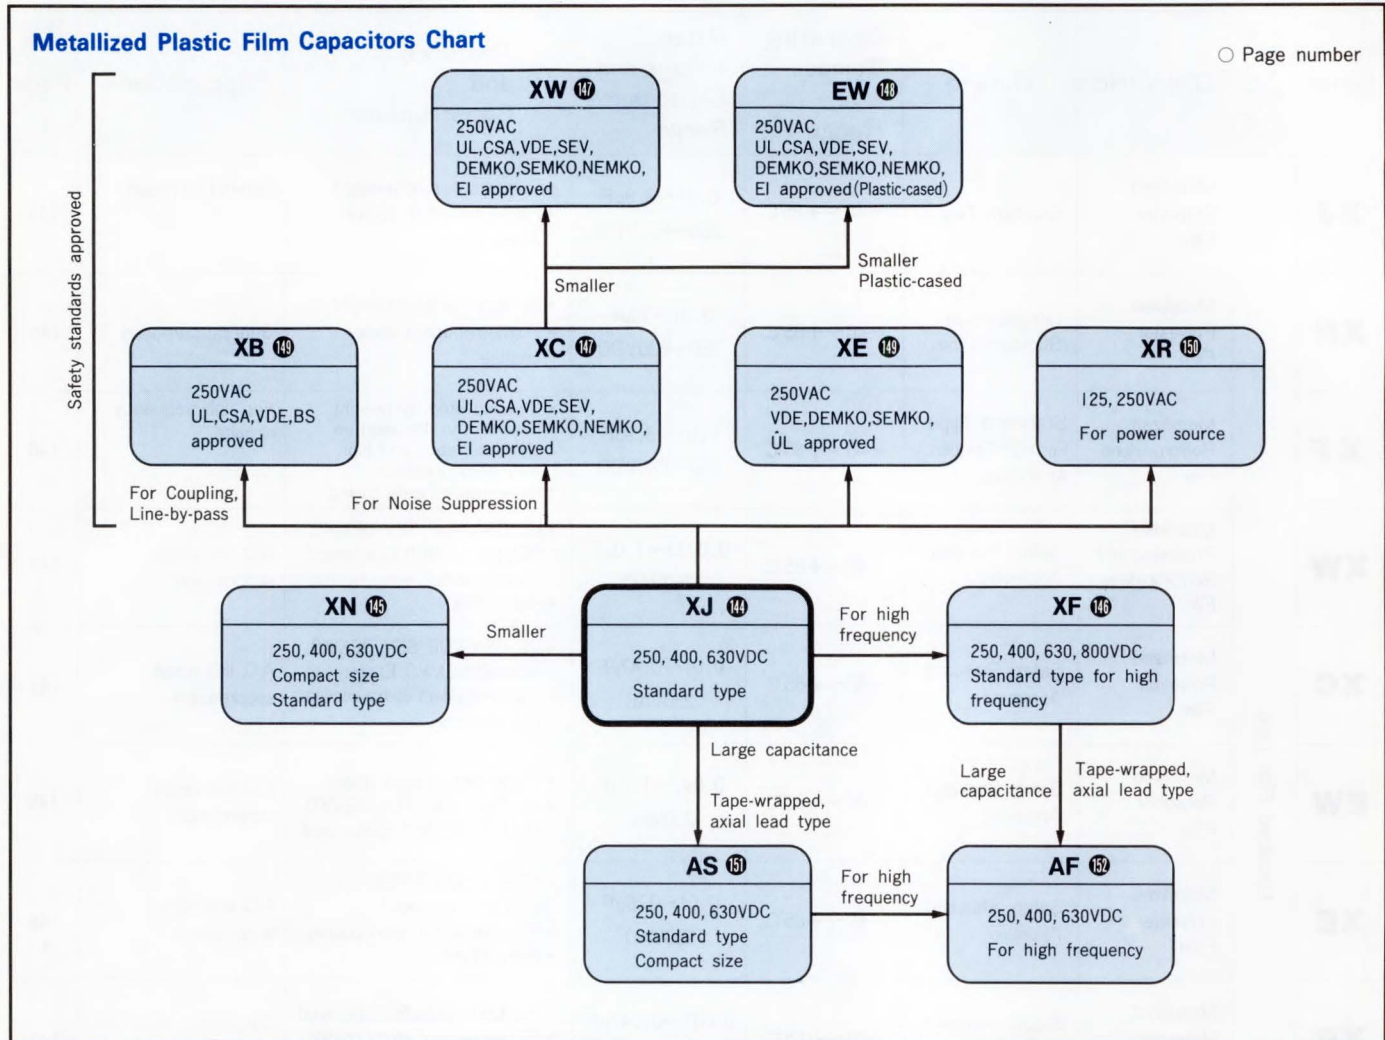 Metallized Plastic Film Capacitors Chart
○ Page number
Safety standards approved
XW 147
250VAC
UL,CSA,VDE,SEV,
DEMKO,SEMKO,NEMKO,
EI approved
EW 148
250VAC
UL,CSA,VDE,SEV,
DEMKO,SEMKO,NEMKO,
EI approved(Plastic-cased)
Smaller
Smaller
Plastic-cased
XB 149
250VAC
UL,CSA,VDE,BS
approved
XC 147
250VAC
UL,CSA,VDE,SEV,
DEMKO,SEMKO,NEMKO,
EI approved
XE 149
250VAC
VDE,DEMKO,SEMKO,
UL approved
XR 150
125, 250VAC
For power source
For Coupling,
Line-by-pass
For Noise Suppression
XN 145
250, 400, 630VDC
Compact size
Standard type
Smaller
XJ 144
250, 400, 630VDC
Standard type
For high
frequency
XF 146
250, 400, 630, 800VDC
Standard type for high
frequency
Large capacitance
Tape-wrapped,
axial lead type
Large
capacitance
Tape-wrapped,
axial lead type
AS 151
250, 400, 630VDC
Standard type
Compact size
For high
frequency
AF 152
250, 400, 630VDC
For high frequency